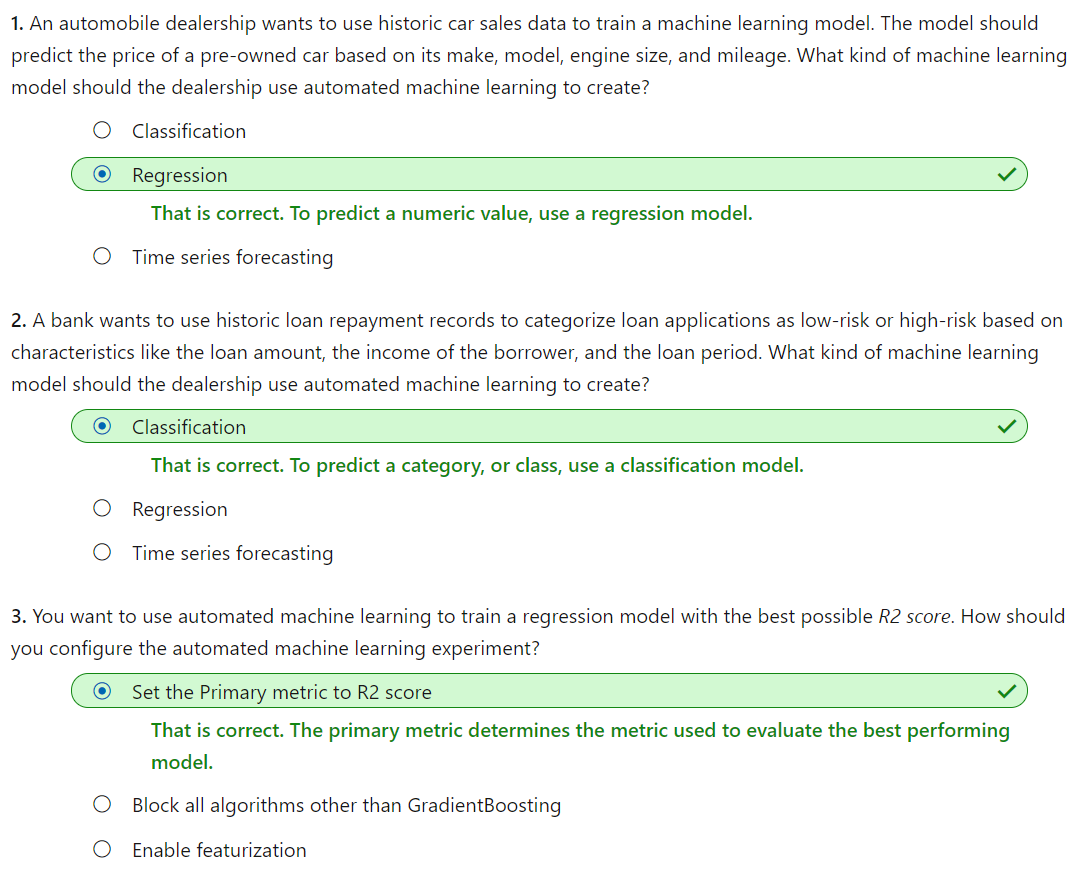 1. An automobile dealership wants to use historic car sales data to train a machine learning model. The model should
predict the price of a pre-owned car based on its make, model, engine size, and mileage. What kind of machine learning
model should the dealership use automated machine learning to create?
Classification
Regression
That is correct. To predict a numeric value, use a regression model.
Time series forecasting
2. A bank wants to use historic loan repayment records to categorize loan applications as low-risk or high-risk based on
characteristics like the loan amount, the income of the borrower, and the loan period. What kind of machine learning
model should the dealership use automated machine learning to create?
Classification
That is correct. To predict a category, or class, use a classification model.
Regression
Time series forecasting
3. You want to use automated machine learning to train a regression model with the best possible R2 score. How should
you configure the automated machine learning experiment?
Set the Primary metric to R2 score
That is correct. The primary metric determines the metric used to evaluate the best performing
model.
Block all algorithms other than GradientBoosting
Enable featurization